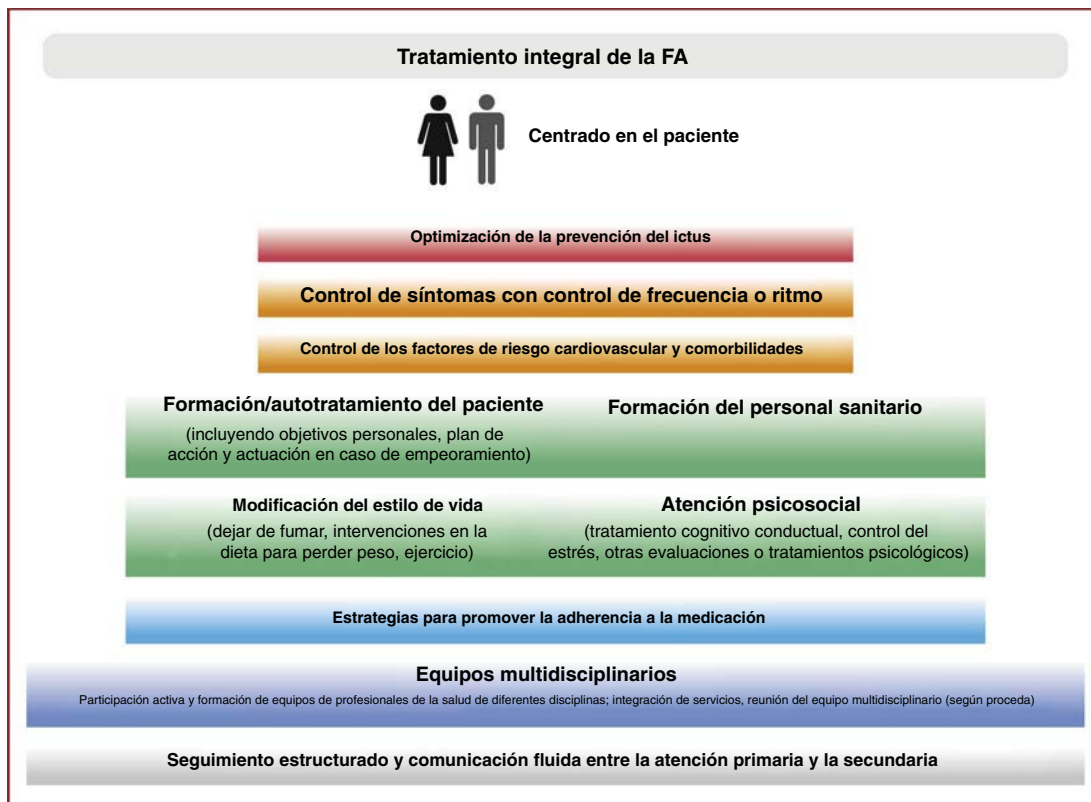 Tratamiento integral de la FA
Centrado en el paciente
Optimización de la prevención del ictus
Control de síntomas con control de frecuencia o ritmo
Control de los factores de riesgo cardiovascular y comorbilidades
Formación/autotratamiento del paciente
(incluyendo objetivos personales, plan de
acción y actuación en caso de empeoramiento)
Formación del personal sanitario
Modificación del estilo de vida
(dejar de fumar, intervenciones en la
dieta para perder peso, ejercicio)
Atención psicosocial
(tratamiento cognitivo conductual, control del
estrés, otras evaluaciones o tratamientos psicológicos)
Estrategias para promover la adherencia a la medicación
Equipos multidisciplinarios
Participación activa y formación de equipos de profesionales de la salud de diferentes disciplinas; integración de servicios, reunión del equipo multidisciplinario (según proceda)
Seguimiento estructurado y comunicación fluida entre la atención primaria y la secundaria